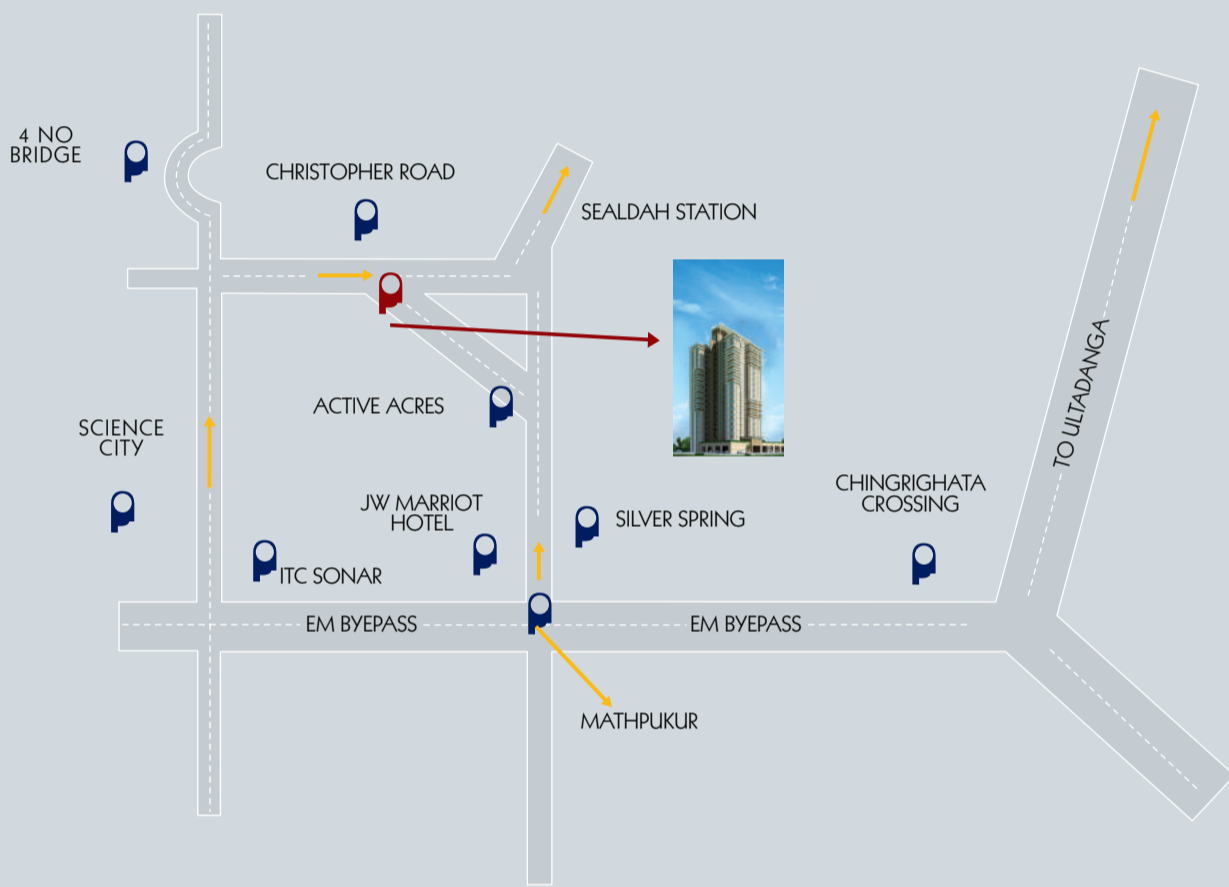 4 NO
BRIDGE
CHRISTOPHER ROAD
SEALDAH STATION
TO ULTADANGA
ACTIVE ACRES
SCIENCE
CITY
JW MARRIOT
HOTEL
SILVER SPRING
CHINGRIGHATA
CROSSING
ITC SONAR
EM BYEPASS
EM BYEPASS
MATHPUKUR